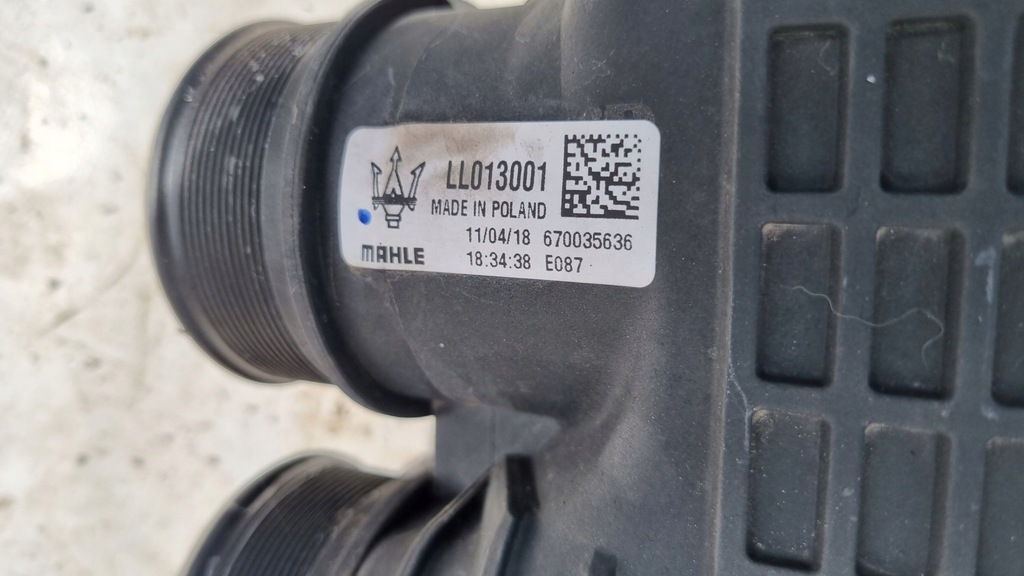 LL013001
MADE IN POLAND
11/04/18 670035636
MAHLE 18:34:38 E087